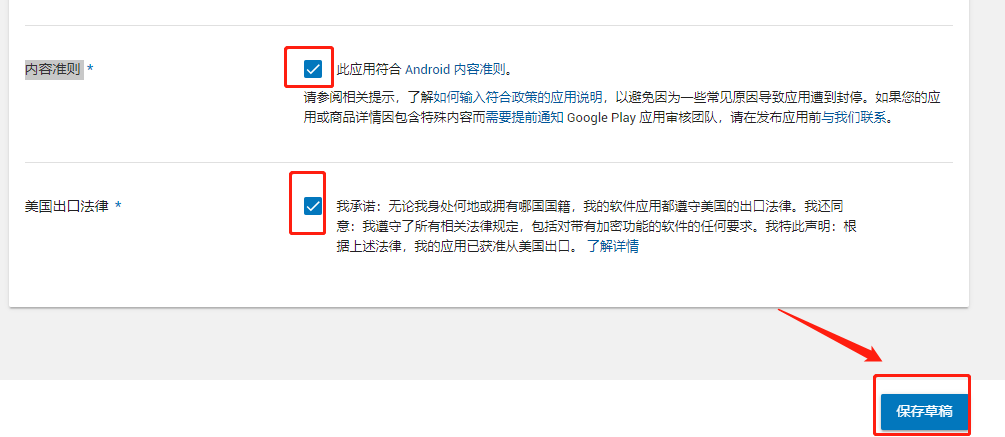 内容准则 *
此应用符合 Android 内容准则。
请参阅相关提示，了解如何输入符合政策的应用说明，以避免因为一些常见原因导致应用遭到封停。如果您的应
用或商品详情因包含特殊内容而需要提前通知 Google Play 应用审核团队，请在发布应用前与我们联系。
美国出口法律 *
我承诺：无论我身处何地或拥有哪国国籍，我的软件应用都遵守美国的出口法律。我还同
意：我遵守了所有相关法律规定，包括对带有加密功能的软件的任何要求。我特此声明：根
据上述法律，我的应用已获准从美国出口。 了解详情
保存草稿